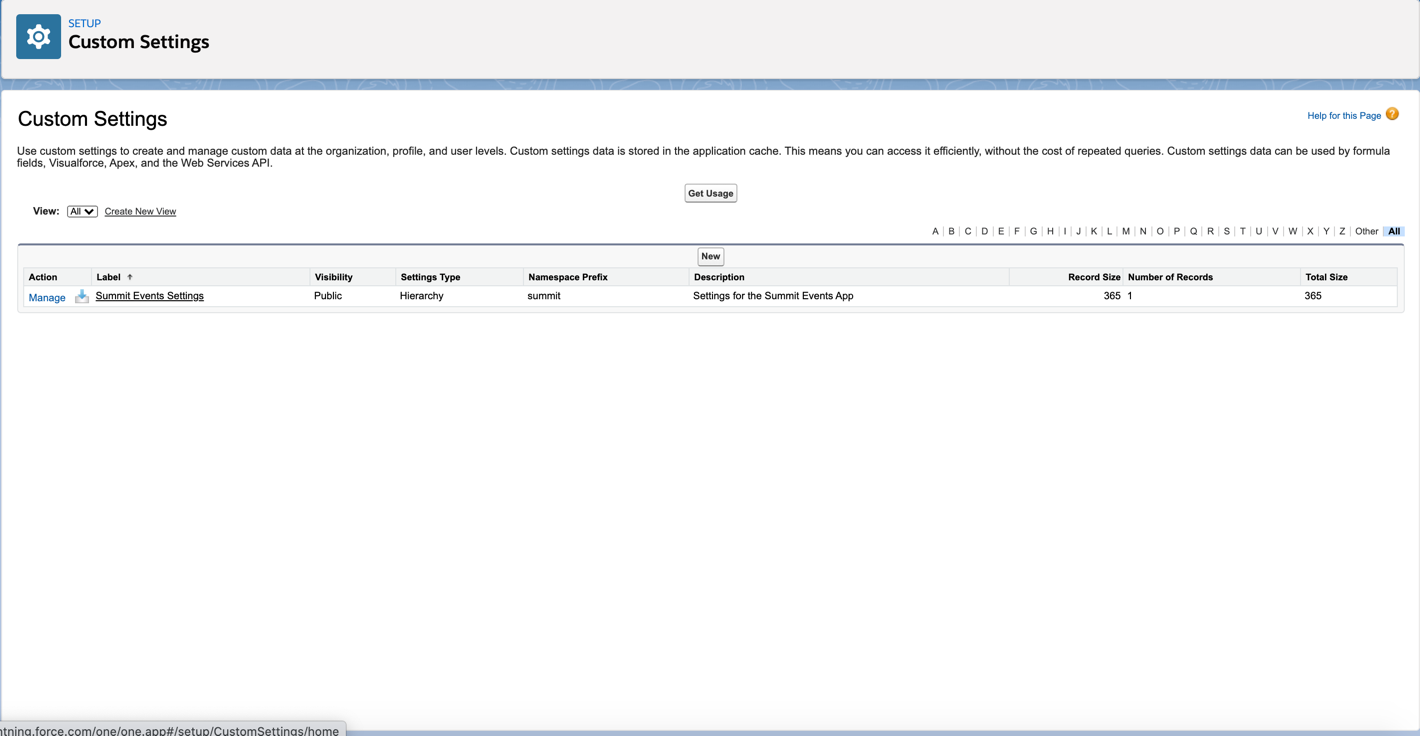 SETUP
Custom Settings
Custom Settings
Help for this Page ?
Use custom settings to create and manage custom data at the organization, profile, and user levels. Custom settings data is stored in the application cache. This means you can access it efficiently, without the cost of repeated queries. Custom settings data can be used by formula
fields, Visualforce, Apex, and the Web Services API.
Get Usage
View: All Create New View
A | B | C | D | E | F | G | H | I | J | K | L | M | N | O | P | Q | R | S | T | U | V | W | X | Y | Z | Other | All
New
Action Label ↑ Visibility Settings Type Namespace Prefix Description Record Size Number of Records Total Size
Manage Summit Events Settings Public Hierarchy summit Settings for the Summit Events App 365 1 365
ntning.force.com/one/one.app#/setup/CustomSettings/home